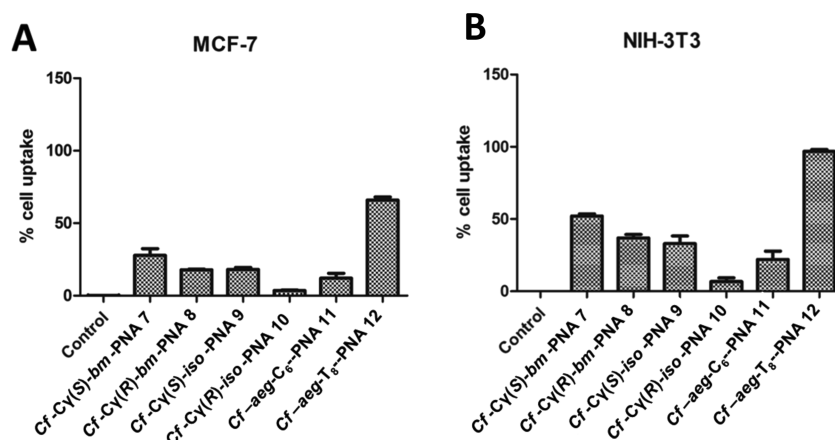 A
MCF-7
% cell uptake
150
100
50
0
Control
Cf-Cγ(S)-bm-PNA 7
Cf-Cγ(R)-bm-PNA 8
Cf-Cγ(S)-iso-PNA 9
Cf-Cγ(R)-iso-PNA 10
Cf–aeg-C₆--PNA 11
Cf–aeg-T₈--PNA 12
B
NIH-3T3
% cell uptake
150
100
50
0
Control
Cf-Cγ(S)-bm-PNA 7
Cf-Cγ(R)-bm-PNA 8
Cf-Cγ(S)-iso-PNA 9
Cf-Cγ(R)-iso-PNA 10
Cf–aeg-C₆--PNA 11
Cf–aeg-T₈--PNA 12